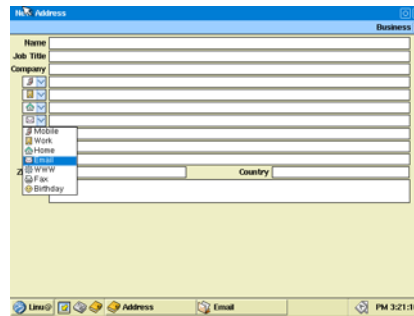 New Address
Business
Name
Job Title
Company
Mobile
Work
Home
Email
WWW
Fax
Birthday
Country
Linu@
Address
Email
PM 3:21:1